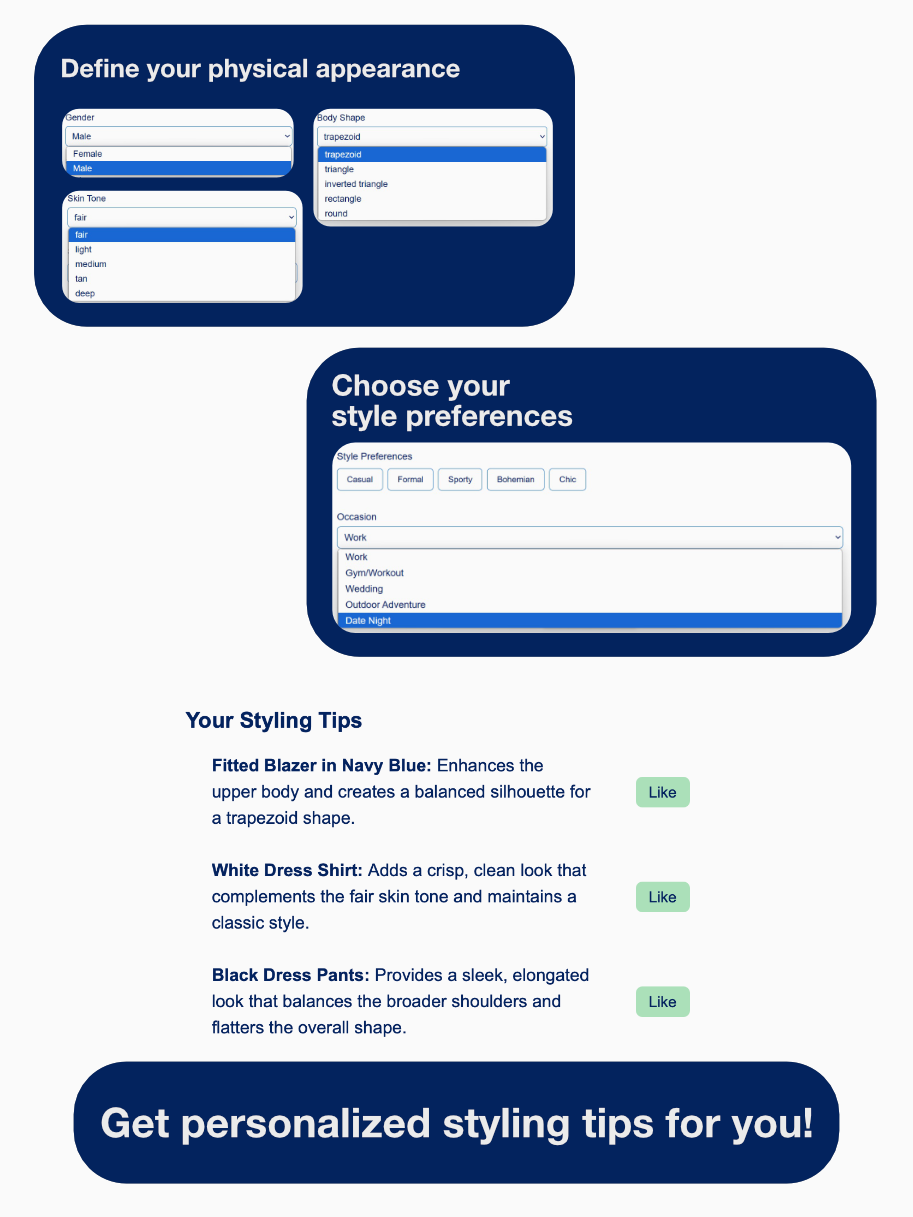 Define your physical appearance
Gender
Male
Female
Male
Body Shape
trapezoid
trapezoid
triangle
inverted triangle
rectangle
round
Skin Tone
fair
fair
light
medium
tan
deep
Choose your
style preferences
Style Preferences
Casual Formal Sporty Bohemian Chic
Occasion
Work
Work
Gym/Workout
Wedding
Outdoor Adventure
Date Night
Your Styling Tips
Fitted Blazer in Navy Blue: Enhances the
upper body and creates a balanced silhouette for
a trapezoid shape.
Like
White Dress Shirt: Adds a crisp, clean look that
complements the fair skin tone and maintains a
classic style.
Like
Black Dress Pants: Provides a sleek, elongated
look that balances the broader shoulders and
flatters the overall shape.
Like
Get personalized styling tips for you!